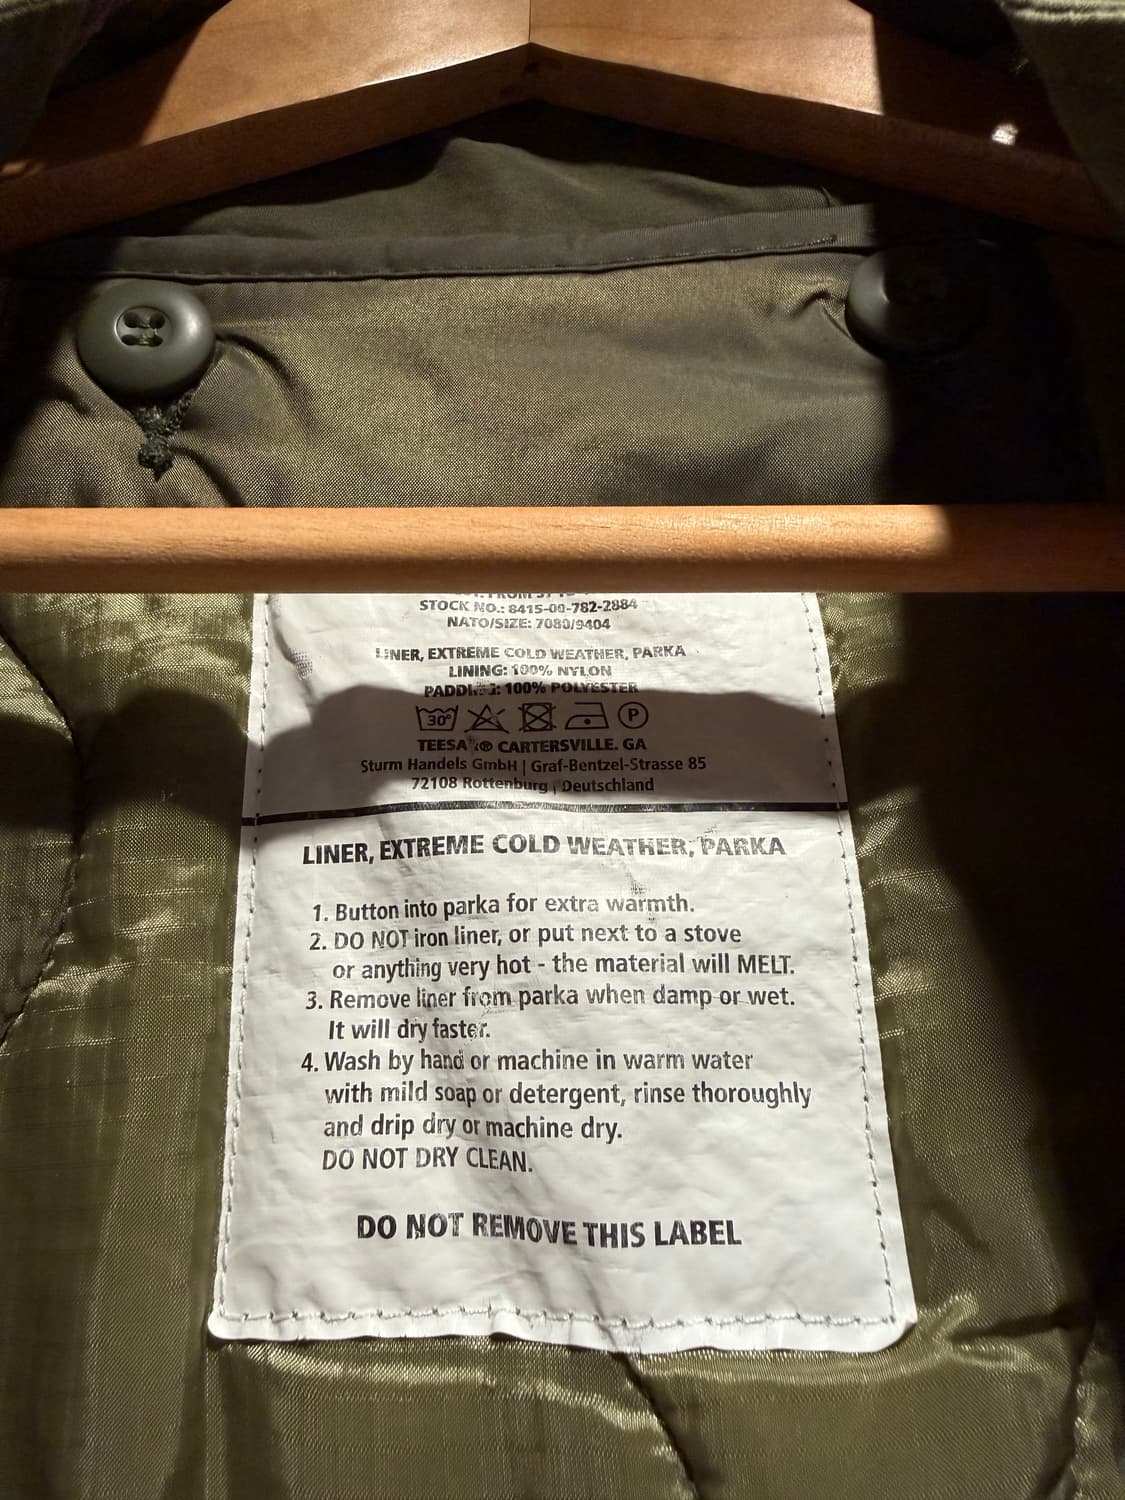 STOCK NO.: 8415-00-782-2884
NATO/SIZE: 7080/9404
LINER, EXTREME COLD WEATHER, PARKA
LINING: 100% NYLON
PADDING: 100% POLYESTER
30° P
TEESAR® CARTERSVILLE. GA
Sturm Handels GmbH | Graf-Bentzel-Strasse 85
72108 Rottenburg, Deutschland
LINER, EXTREME COLD WEATHER, PARKA
1. Button into parka for extra warmth.
2. DO NOT iron liner, or put next to a stove
or anything very hot - the material will MELT.
3. Remove liner from parka when damp or wet.
It will dry faster.
4. Wash by hand or machine in warm water
with mild soap or detergent, rinse thoroughly
and drip dry or machine dry.
DO NOT DRY CLEAN.
DO NOT REMOVE THIS LABEL